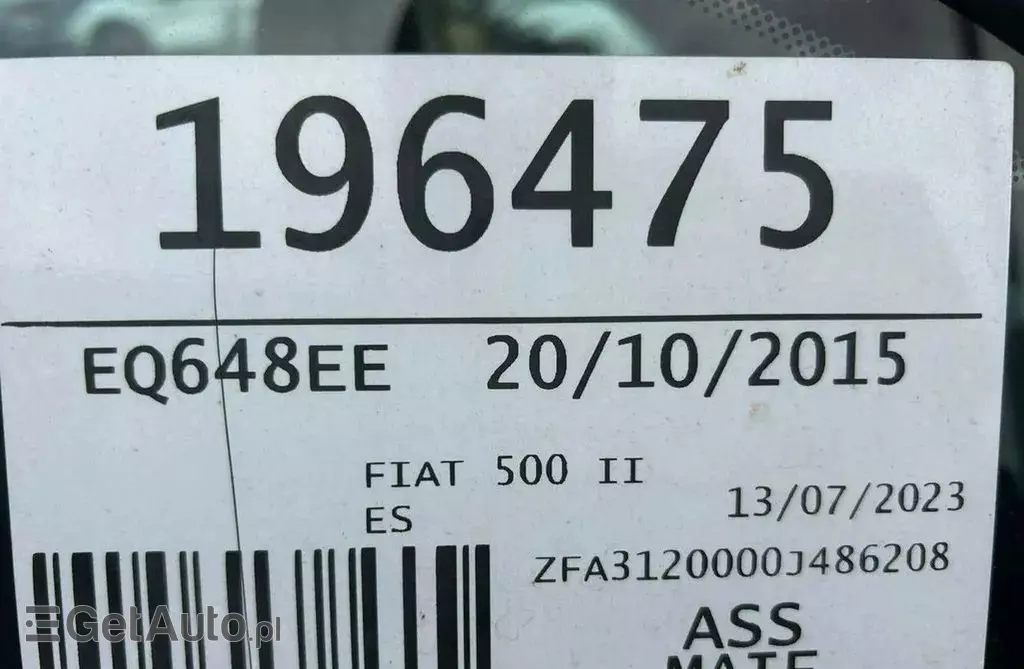 196475
EQ648EE 20/10/2015
FIAT 500 II
13/07/2023
ES
ZFA3120000J486208
ASS
GetAuto.pl